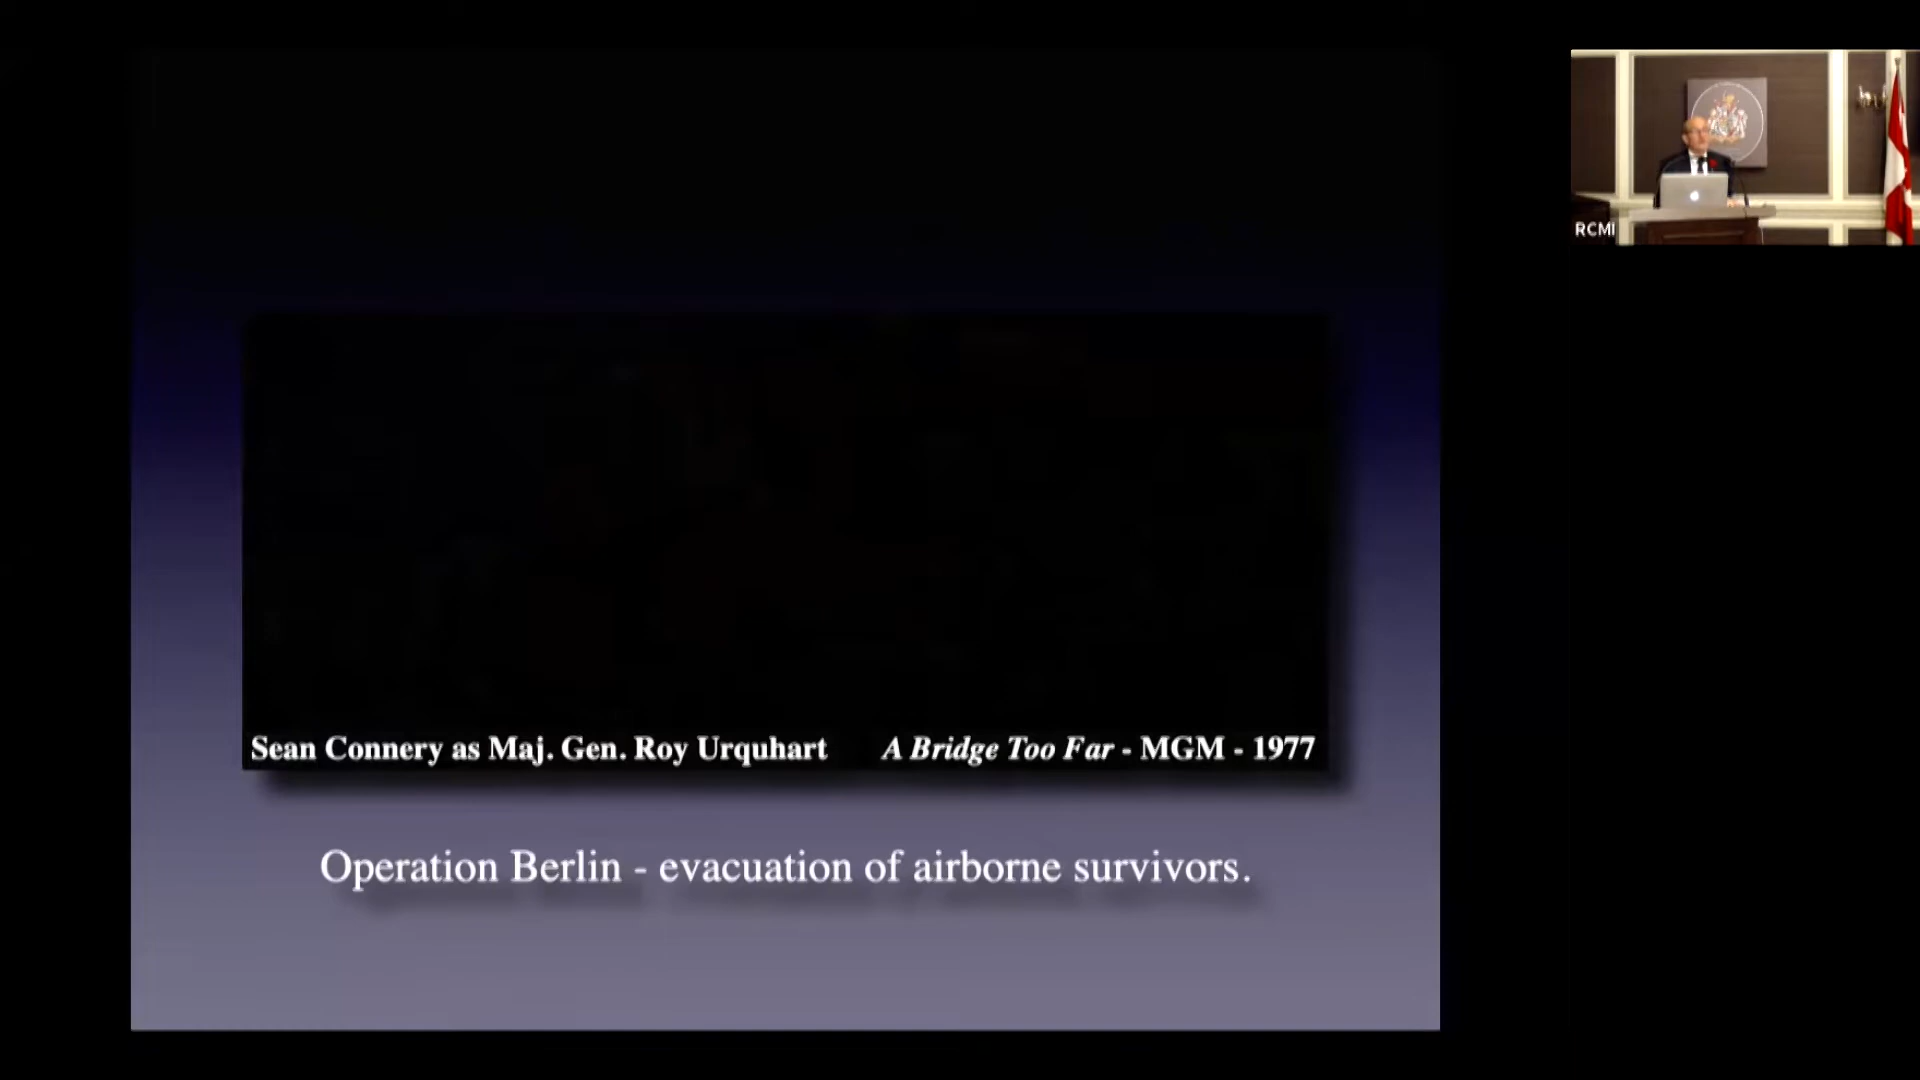 RCMI
Sean Connery as Maj. Gen. Roy Urquhart A Bridge Too Far - MGM - 1977
Operation Berlin - evacuation of airborne survivors.